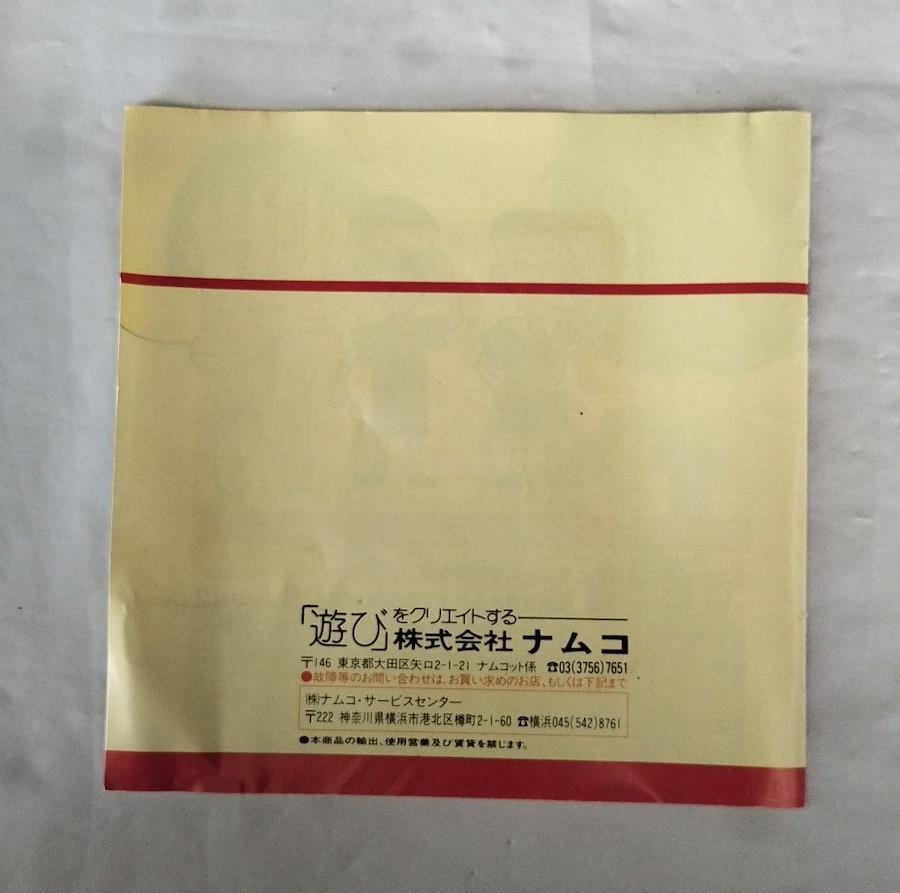 「遊び」をクリエイトする
株式会社 ナムコ
〒146 東京都大田区矢口2-1-21 ナムコット係 ☎03(3756)7651
●故障等のお問い合わせは、お買い求めのお店、もしくは下記まで
㈱ナムコ・サービスセンター
〒222 神奈川県横浜市港北区樽町2-1-60 ☎横浜045(542)8761
●本商品の輸出、使用営業及び賃貸を禁じます。